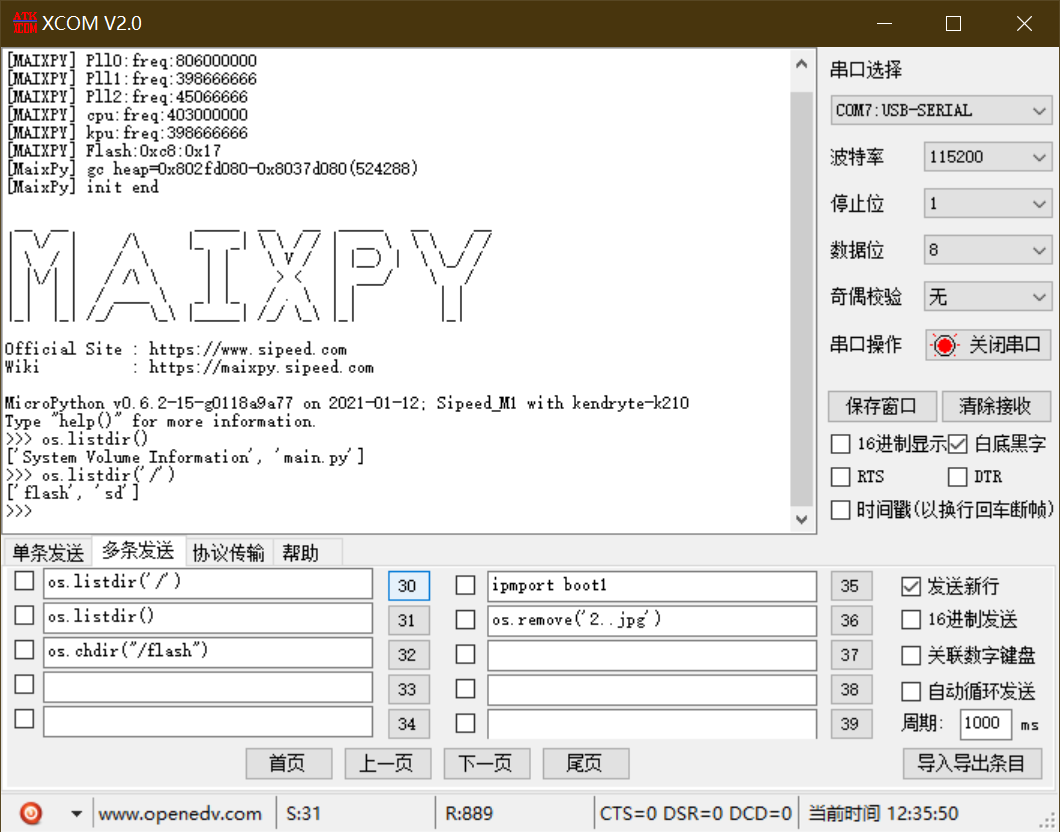 ATK XCOM XCOM V2.0
[MAIXPY] Pll0:freq:806000000
[MAIXPY] Pll1:freq:398666666
[MAIXPY] Pll2:freq:45066666
[MAIXPY] cpu:freq:403000000
[MAIXPY] kpu:freq:398666666
[MAIXPY] Flash:0xc8:0x17
[MaixPy] gc heap=0x802fd080-0x8037d080(524288)
[MaixPy] init end
MAIXPY
Official Site : https://www.sipeed.com
Wiki : https://maixpy.sipeed.com
MicroPython v0.6.2-15-g0118a9a77 on 2021-01-12; Sipeed_M1 with kendryte-k210
Type "help()" for more information.
>>> os.listdir()
['System Volume Information', 'main.py']
>>> os.listdir('/')
['flash', 'sd']
>>>
串口选择
COM7:USB-SERIAL
波特率 115200
停止位 1
数据位 8
奇偶校验 无
串口操作 关闭串口
保存窗口 清除接收
16进制显示 白底黑字
RTS DTR
时间戳(以换行回车断帧)
单条发送 多条发送 协议传输 帮助
os.listdir('/') 30 ipmport boot1 35 发送新行
os.listdir() 31 os.remove('2..jpg') 36 16进制发送
os.chdir("/flash") 32 37 关联数字键盘
33 38 自动循环发送
34 39 周期: 1000 ms
首页 上一页 下一页 尾页 导入导出条目
www.openedv.com S:31 R:889 CTS=0 DSR=0 DCD=0 当前时间 12:35:50